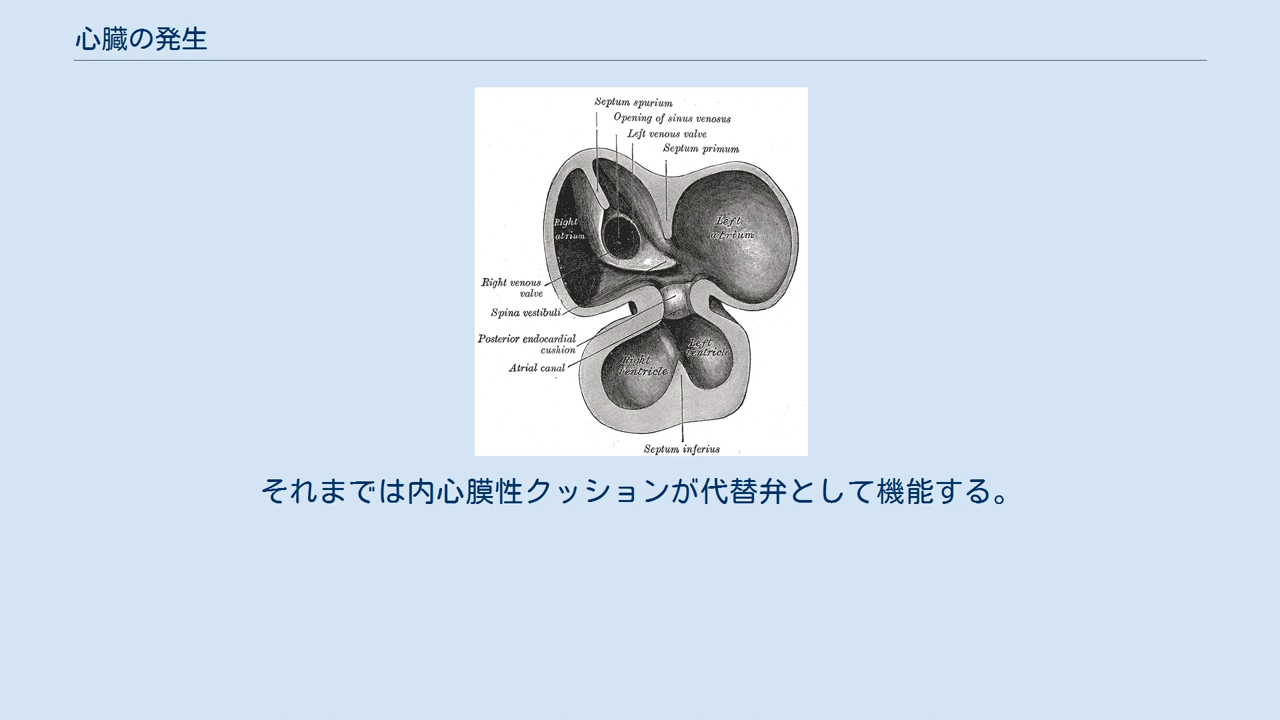 心臓の発生
Septum spurium
Opening of sinus venosus
Left venous valve
Septum primum
Right
atrium
Left
atrium
Right venous
valve
Spina vestibuli
Posterior endocardial
cushion
Atrial canal
Right
ventricle
Left
ventricle
Septum inferius
それまでは内心膜性クッションが代替弁として機能する。